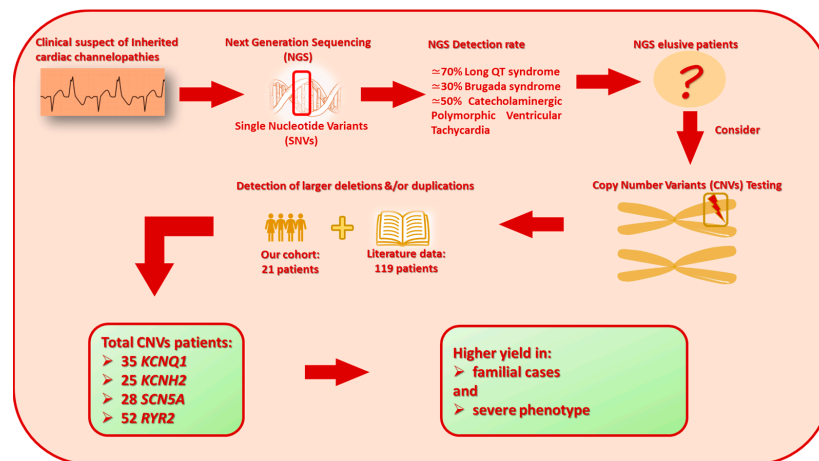 Clinical suspect of Inherited
cardiac channelopathies
Next Generation Sequencing
(NGS)
Single Nucleotide Variants
(SNVs)
NGS Detection rate
≃70% Long QT syndrome
≃30% Brugada syndrome
≃50% Catecholaminergic
Polymorphic Ventricular
Tachycardia
NGS elusive patients
?
Consider
Copy Number Variants (CNVs) Testing
Detection of larger deletions &/or duplications
Our cohort:
21 patients
Literature data:
119 patients
Total CNVs patients:
➢ 35 KCNQ1
➢ 25 KCNH2
➢ 28 SCN5A
➢ 52 RYR2
Higher yield in:
➢ familial cases
and
➢ severe phenotype